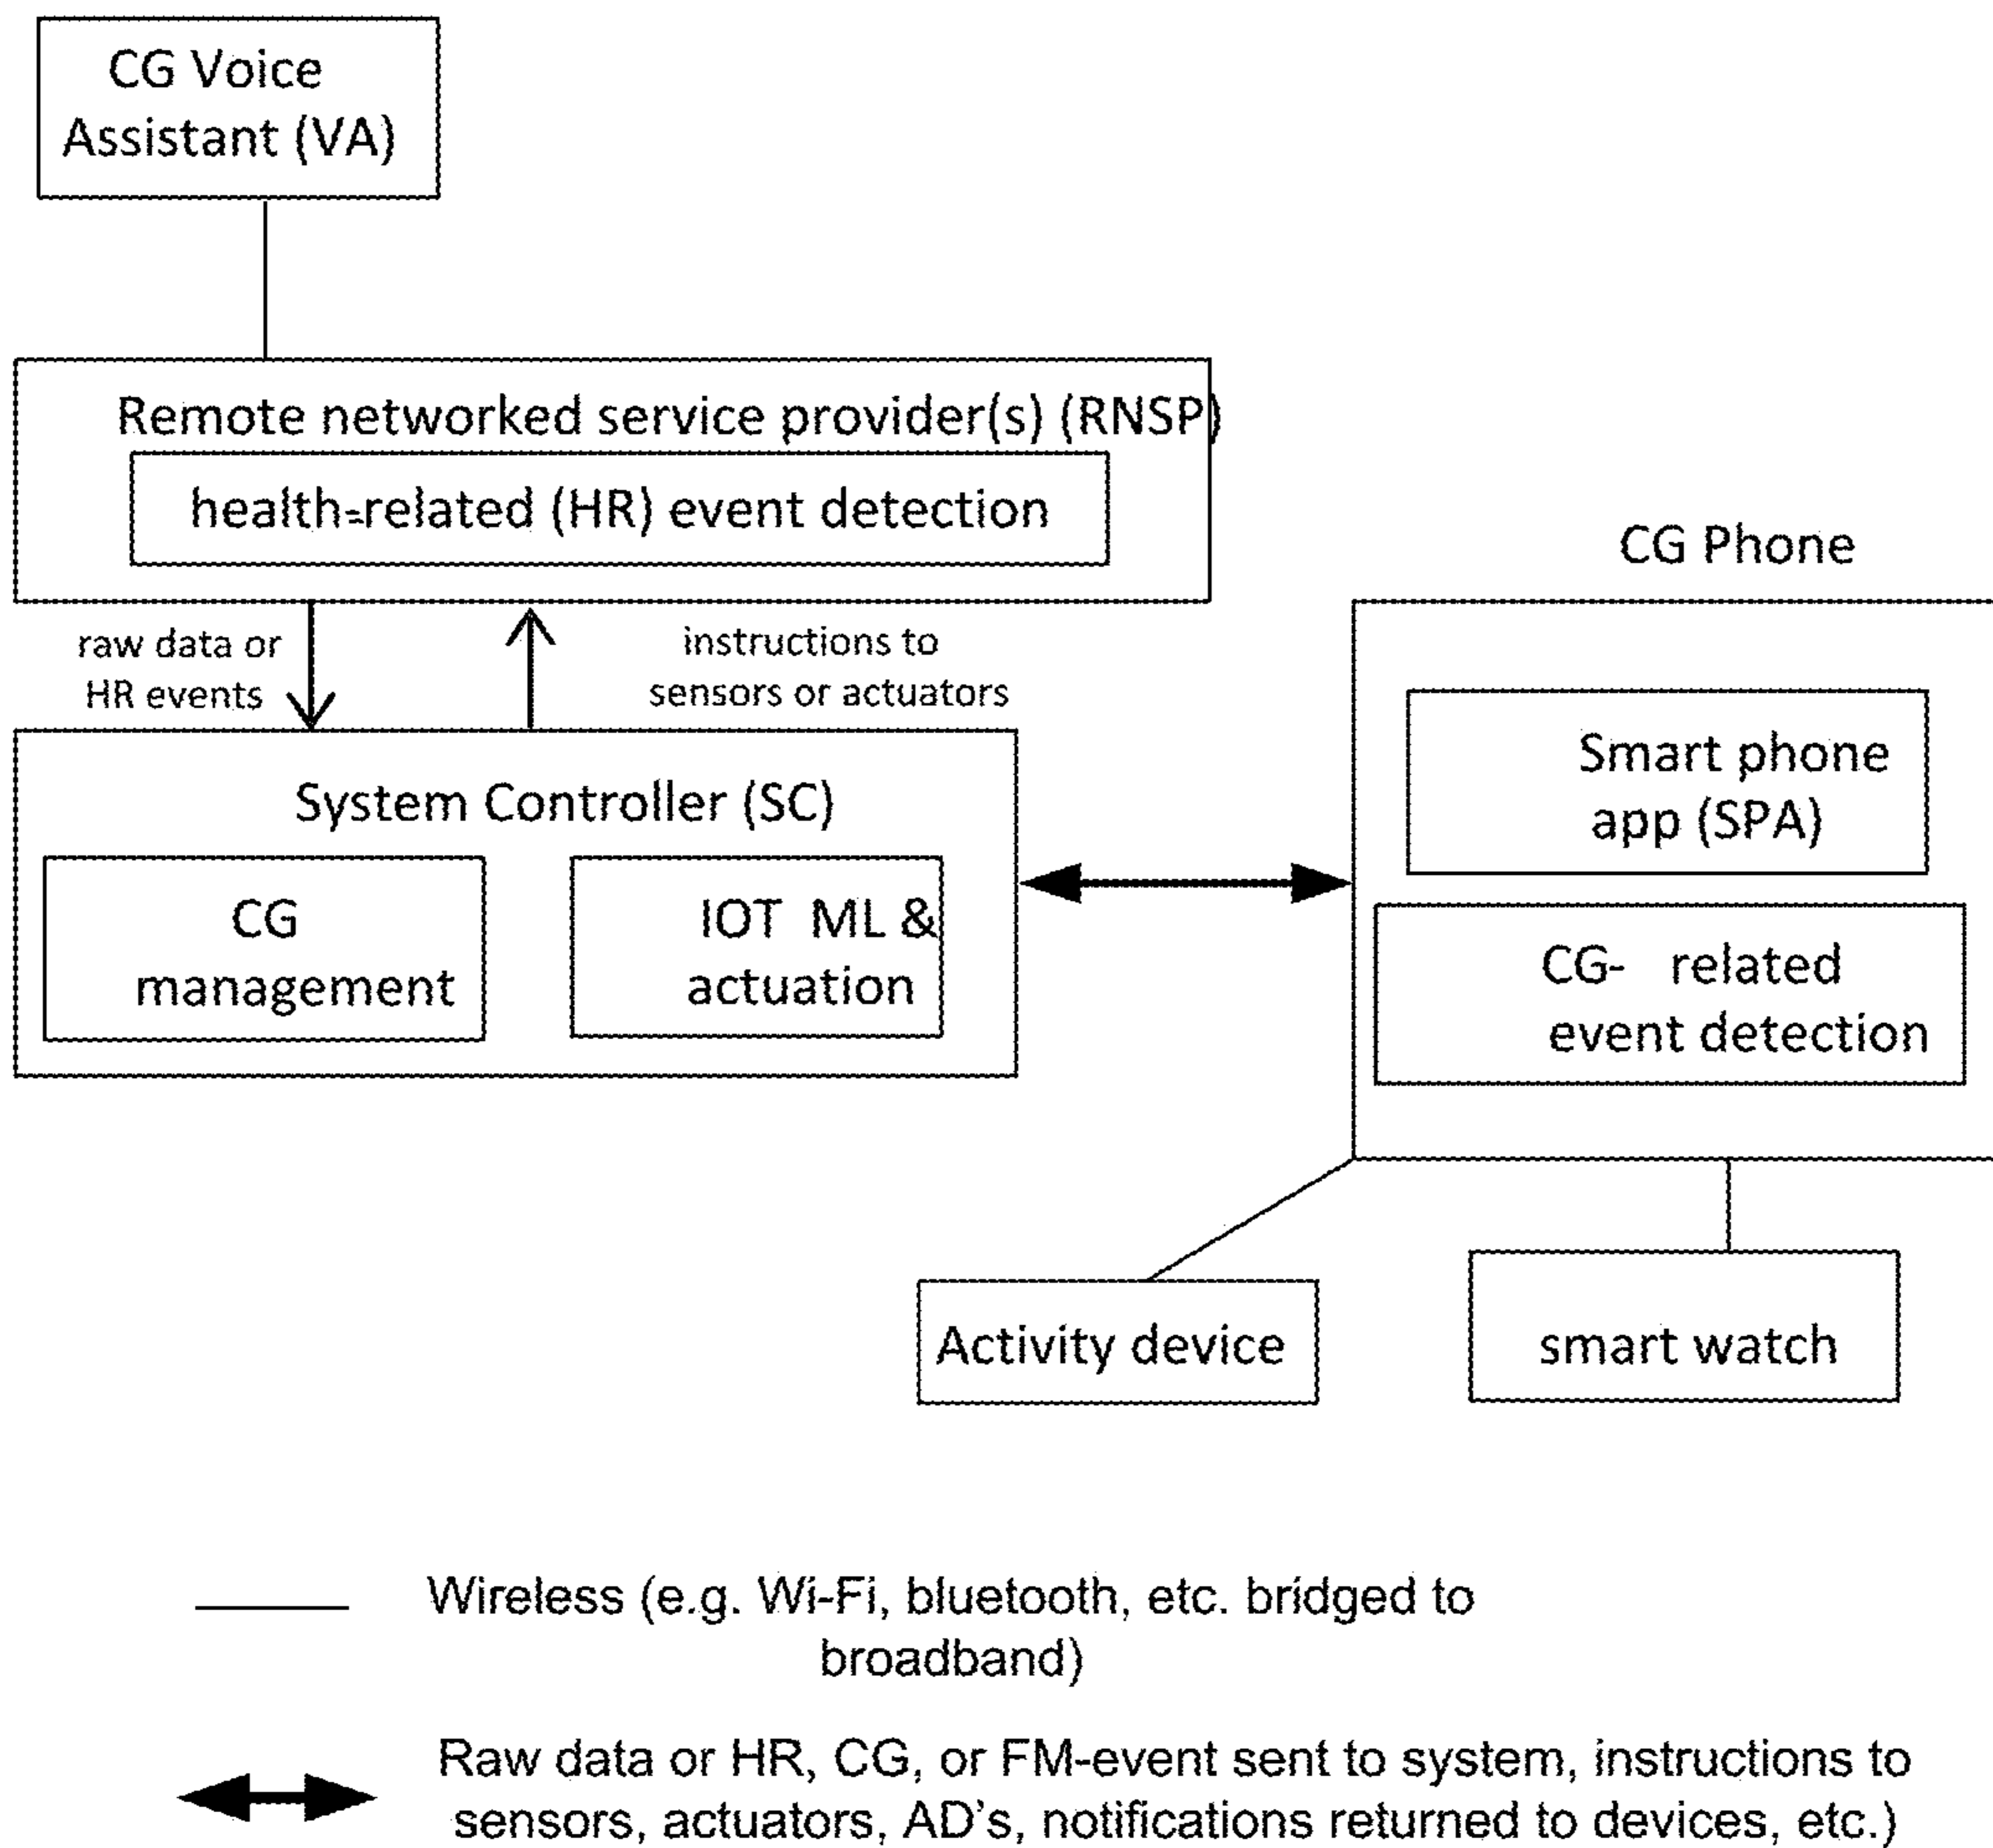 CG Voice
Assistant (VA)
Remote networked service provider(s) (RNSP)
health-related (HR) event detection
CG Phone
raw data or
HR events
instructions to
sensors or actuators
Smart phone
app (SPA)
System Controller (SC)
CG
management
IOT ML &
actuation
CG- related
event detection
Activity device
smart watch
Wireless (e.g. Wi-Fi, bluetooth, etc. bridged to
broadband)
Raw data or HR, CG, or FM-event sent to system, instructions to
sensors, actuators, AD's, notifications returned to devices, etc.)